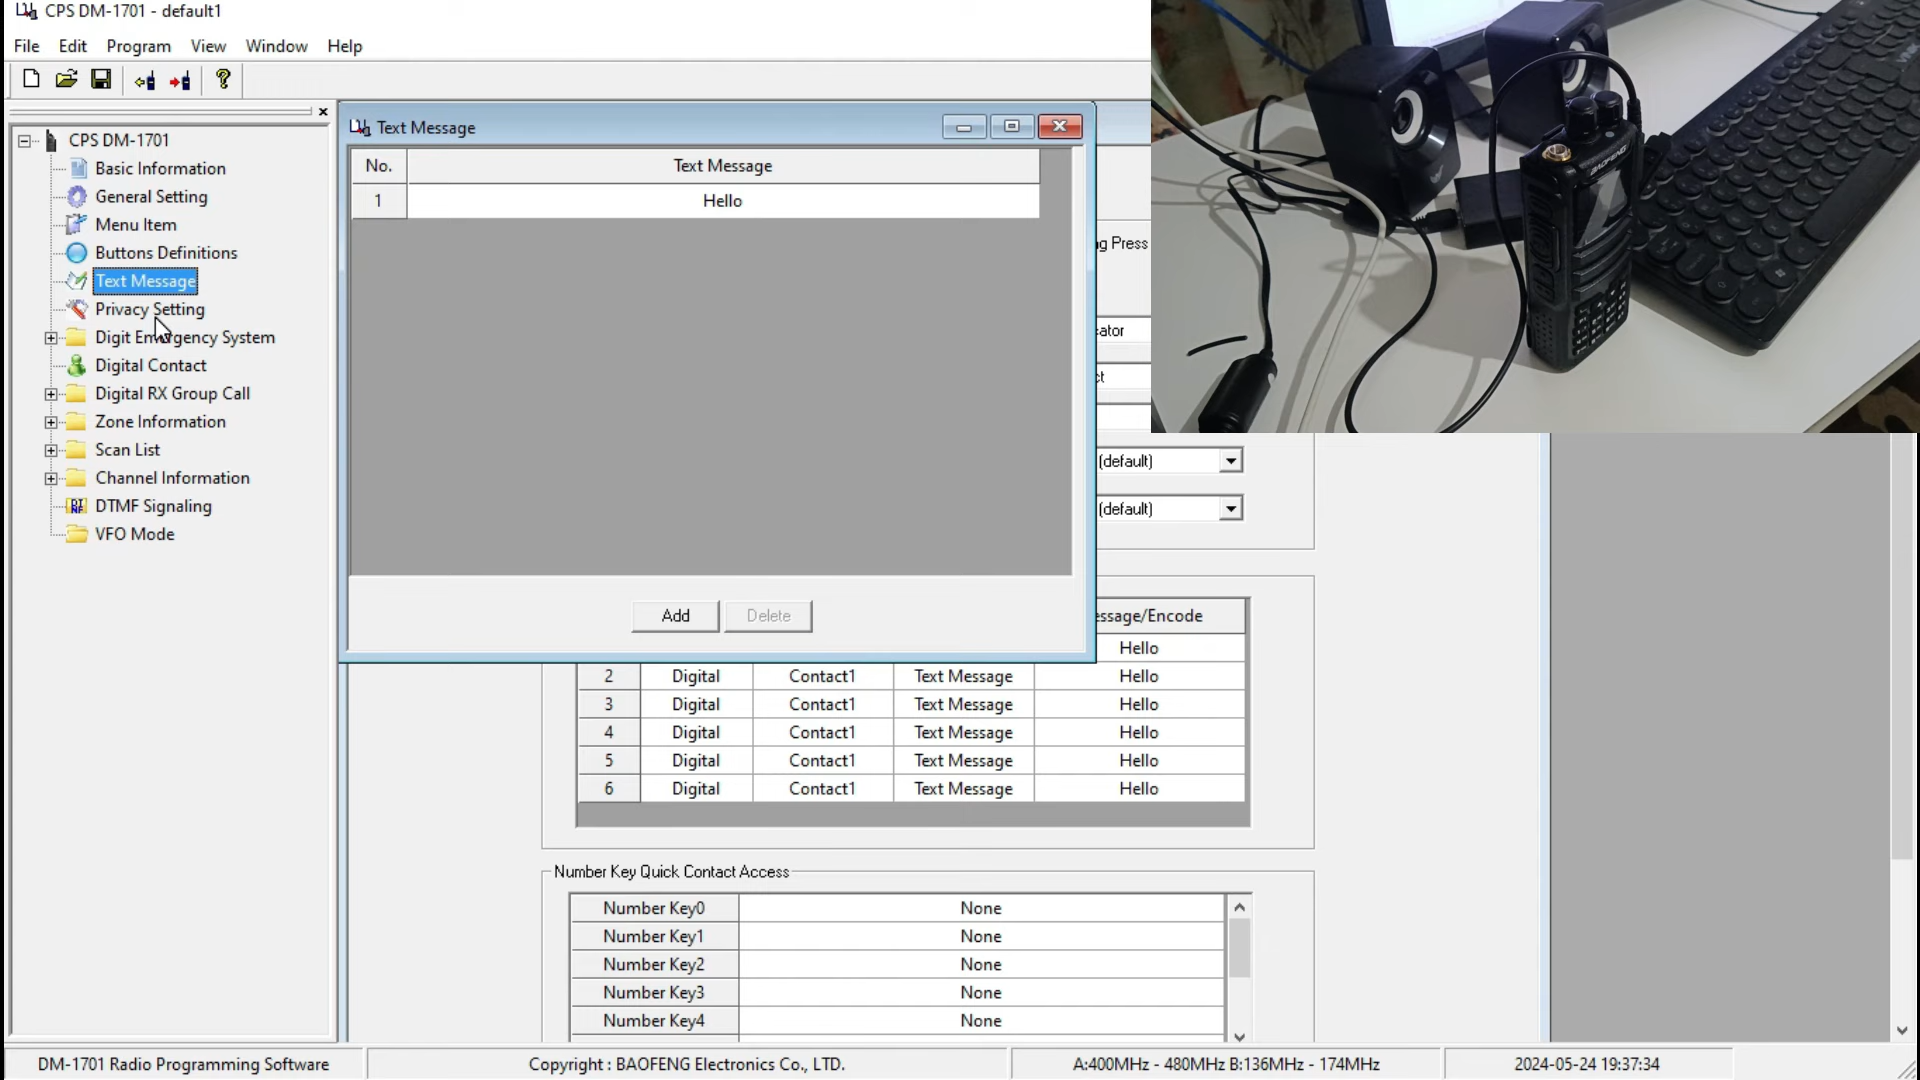 CPS DM-1701 - default1
File Edit Program View Window Help
CPS DM-1701
Basic Information
General Setting
Menu Item
Buttons Definitions
Text Message
Privacy Setting
Digit Emergency System
Digital Contact
Digital RX Group Call
Zone Information
Scan List
Channel Information
DTMF Signaling
VFO Mode
Text Message
No. Text Message
1 Hello
Add Delete
Press
(default)
(default)
Hello
2 Digital Contact1 Text Message Hello
3 Digital Contact1 Text Message Hello
4 Digital Contact1 Text Message Hello
5 Digital Contact1 Text Message Hello
6 Digital Contact1 Text Message Hello
Number Key Quick Contact Access
Number Key0 None
Number Key1 None
Number Key2 None
Number Key3 None
Number Key4 None
DM-1701 Radio Programming Software
Copyright : BAOFENG Electronics Co., LTD.
A:400MHz - 480MHz B:136MHz - 174MHz
2024-05-24 19:37:34
BAOFENG